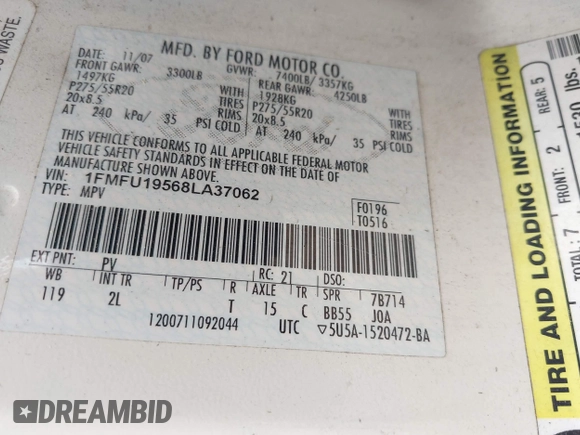 MFD. BY FORD MOTOR CO.
DATE: 11/07
GVWR: 7400LB/ 3357KG
FRONT GAWR: 3300LB
REAR GAWR: 4250LB
1497KG WITH
1928KG WITH
P275/55R20 TIRES
P275/55R20 TIRES
20x8.5 RIMS
20x8.5 RIMS
AT 240 kPa/ 35 PSI COLD
AT 240 kPa/ 35 PSI COLD
THIS VEHICLE CONFORMS TO ALL APPLICABLE FEDERAL MOTOR
VEHICLE SAFETY STANDARDS IN EFFECT ON THE DATE OF
MANUFACTURE SHOWN ABOVE.
VIN: 1FMFU19568LA37062
TYPE: MPV
F0196
T0516
EXT PNT: PV RC: 21 DSO:
WB INT TR TP/PS R AXLE TR SPR 7B714
119 2L T 15 C BB55 J0A
1200711092044 UTC ▽5U5A-1520472-BA
TIRE AND LOADING INFORMATION
TOTAL: 7 FRONT: 2 REAR: 5
lbs.
WASTE.
DREAMBID